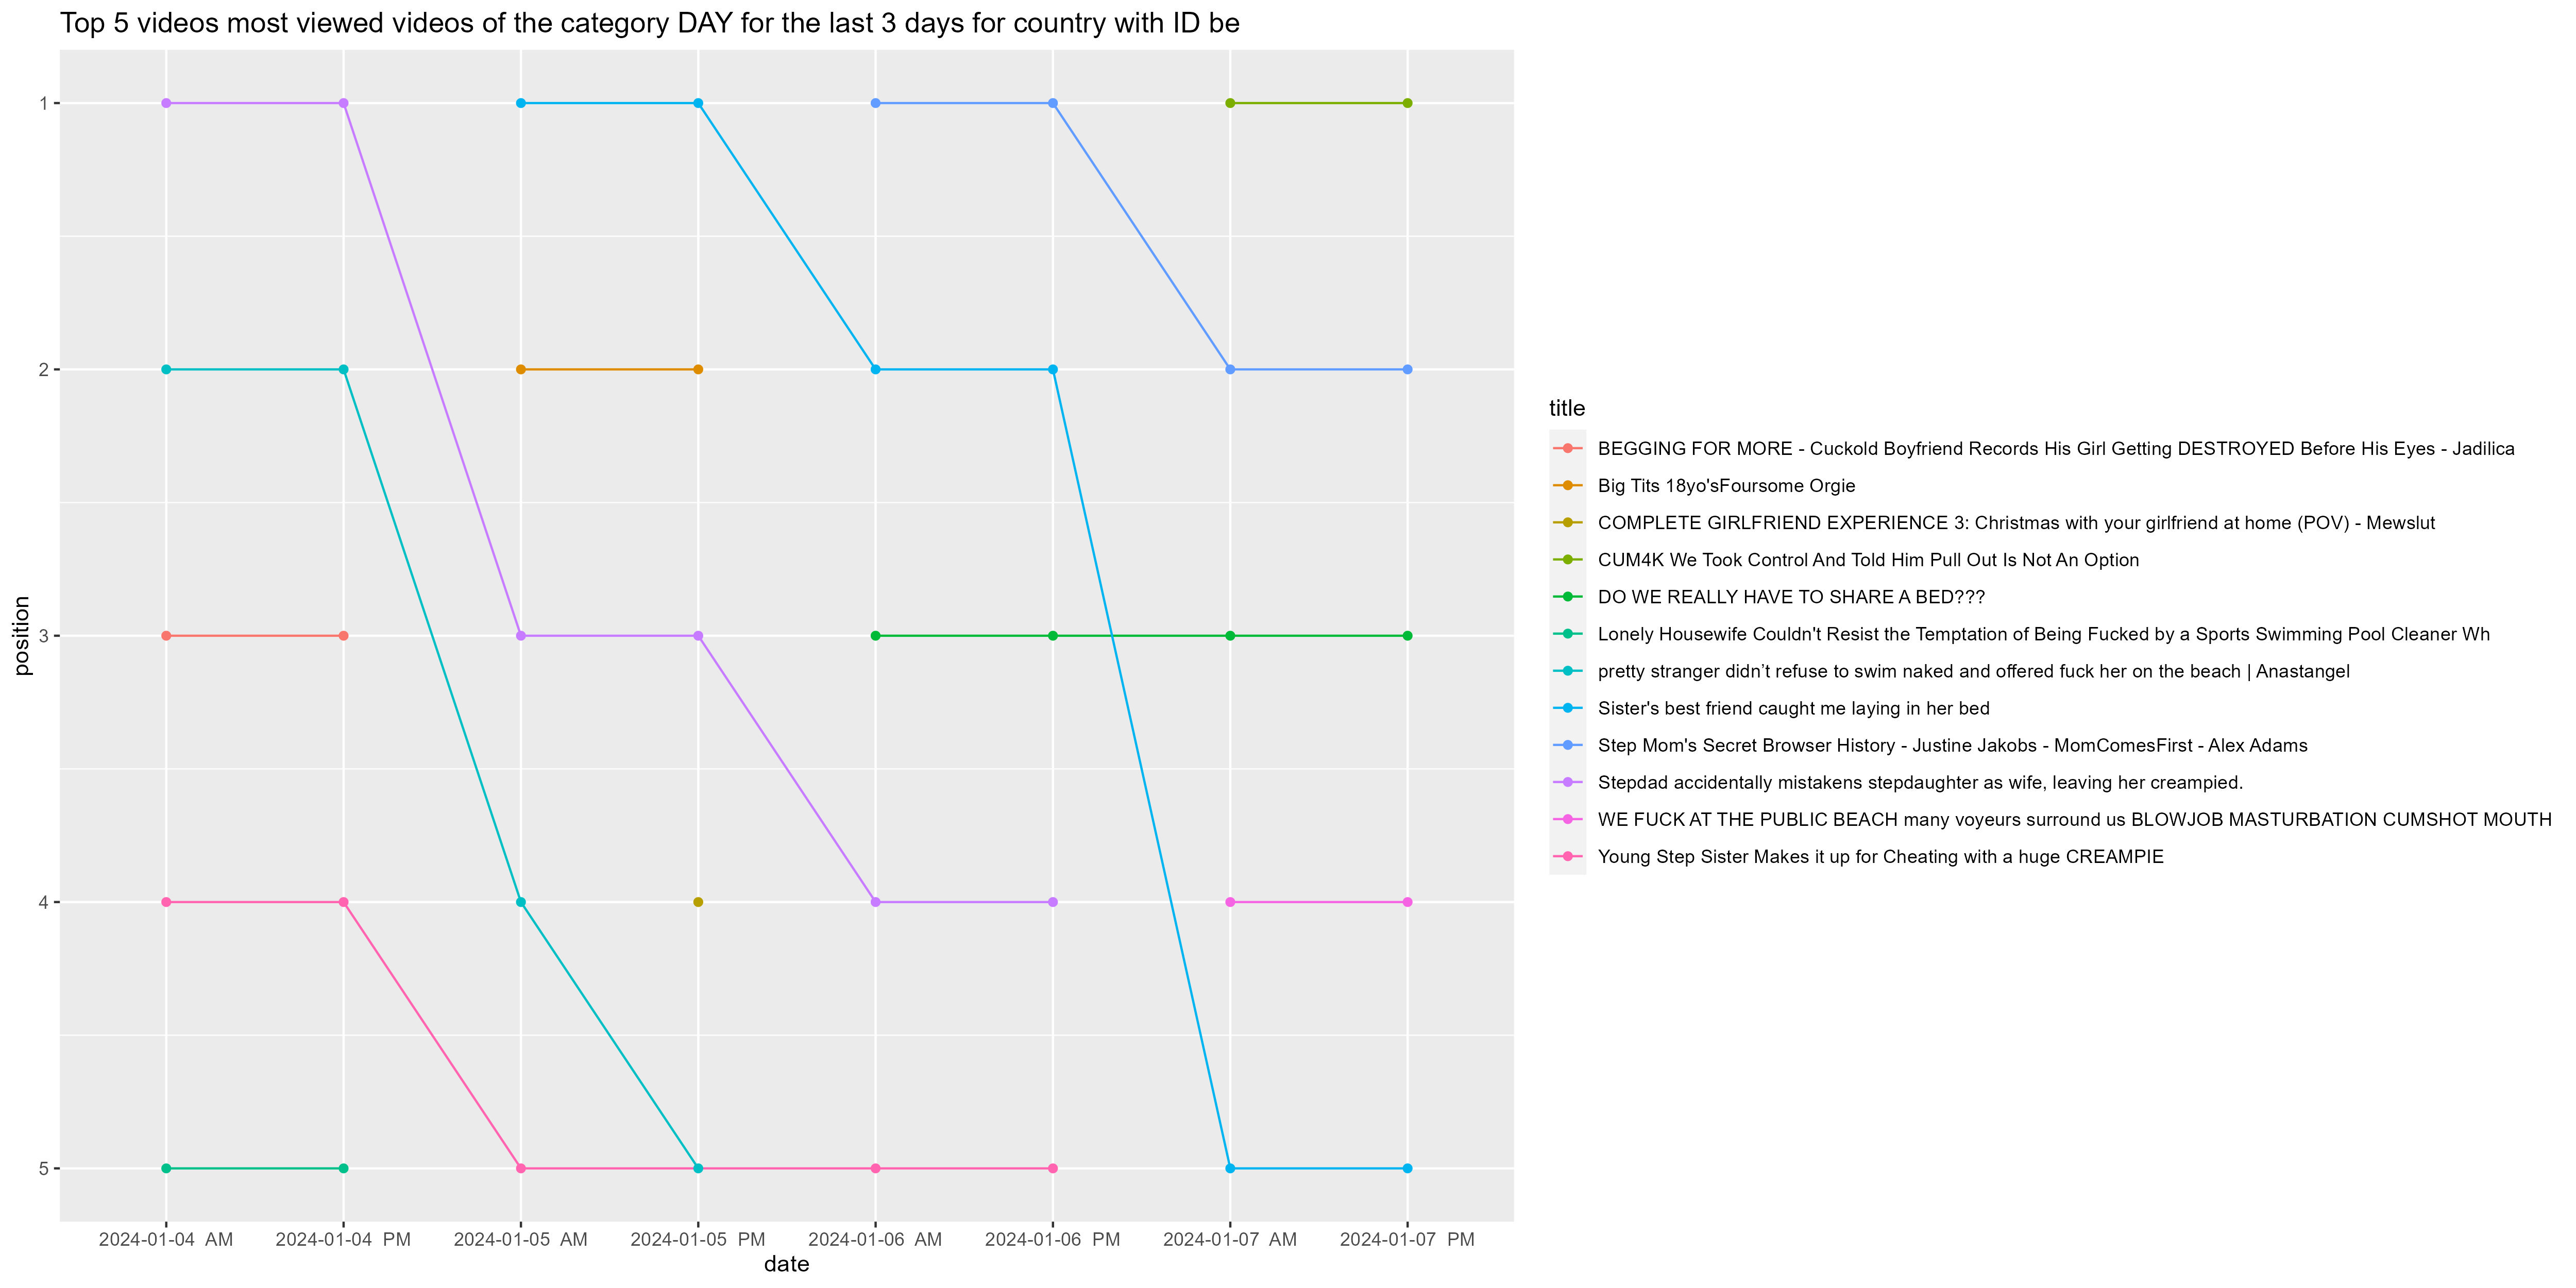 Top 5 videos most viewed videos of the category DAY for the last 3 days for country with ID be
position
1
2
3
4
5
2024-01-04 AM
2024-01-04 PM
2024-01-05 AM
2024-01-05 PM
2024-01-06 AM
2024-01-06 PM
2024-01-07 AM
2024-01-07 PM
date
title
BEGGING FOR MORE - Cuckold Boyfriend Records His Girl Getting DESTROYED Before His Eyes - Jadilica
Big Tits 18yo'sFoursome Orgie
COMPLETE GIRLFRIEND EXPERIENCE 3: Christmas with your girlfriend at home (POV) - Mewslut
CUM4K We Took Control And Told Him Pull Out Is Not An Option
DO WE REALLY HAVE TO SHARE A BED???
Lonely Housewife Couldn't Resist the Temptation of Being Fucked by a Sports Swimming Pool Cleaner Wh
pretty stranger didn’t refuse to swim naked and offered fuck her on the beach | Anastangel
Sister's best friend caught me laying in her bed
Step Mom's Secret Browser History - Justine Jakobs - MomComesFirst - Alex Adams
Stepdad accidentally mistakens stepdaughter as wife, leaving her creampied.
WE FUCK AT THE PUBLIC BEACH many voyeurs surround us BLOWJOB MASTURBATION CUMSHOT MOUTH
Young Step Sister Makes it up for Cheating with a huge CREAMPIE